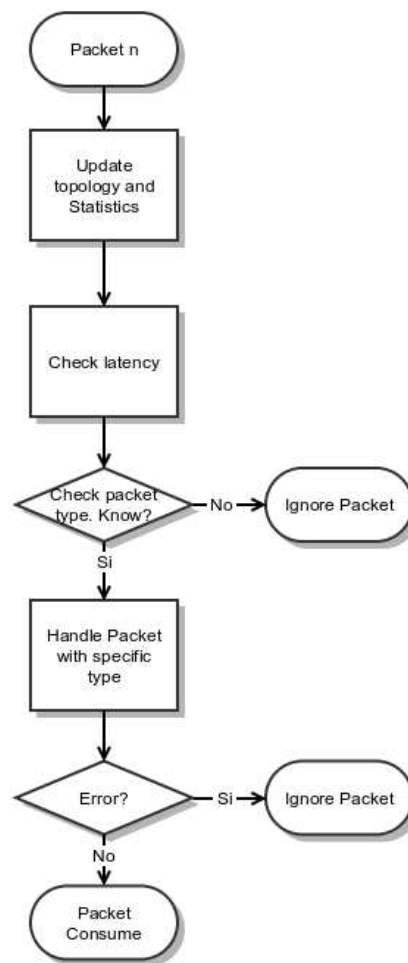 Packet n
Update
topology and
Statistics
Check latency
Check packet
type. Know?
No
Ignore Packet
Si
Handle Packet
with specific
type
Error?
Si
Ignore Packet
No
Packet
Consume